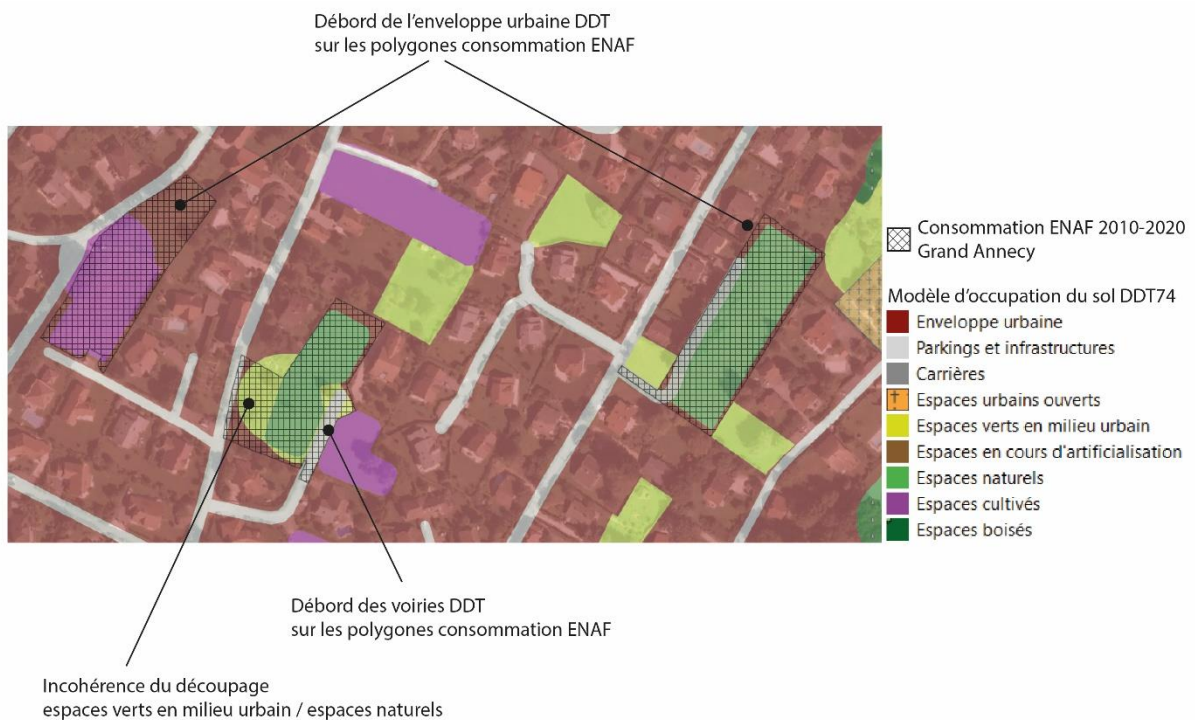 Débord de l'enveloppe urbaine DDT
sur les polygones consommation ENAF
Consommation ENAF 2010-2020
Grand Annecy
Modèle d'occupation du sol DDT74
Enveloppe urbaine
Parkings et infrastructures
Carrières
Espaces urbains ouverts
Espaces verts en milieu urbain
Espaces en cours d'artificialisation
Espaces naturels
Espaces cultivés
Espaces boisés
Débord des voiries DDT
sur les polygones consommation ENAF
Incohérence du découpage
espaces verts en milieu urbain / espaces naturels